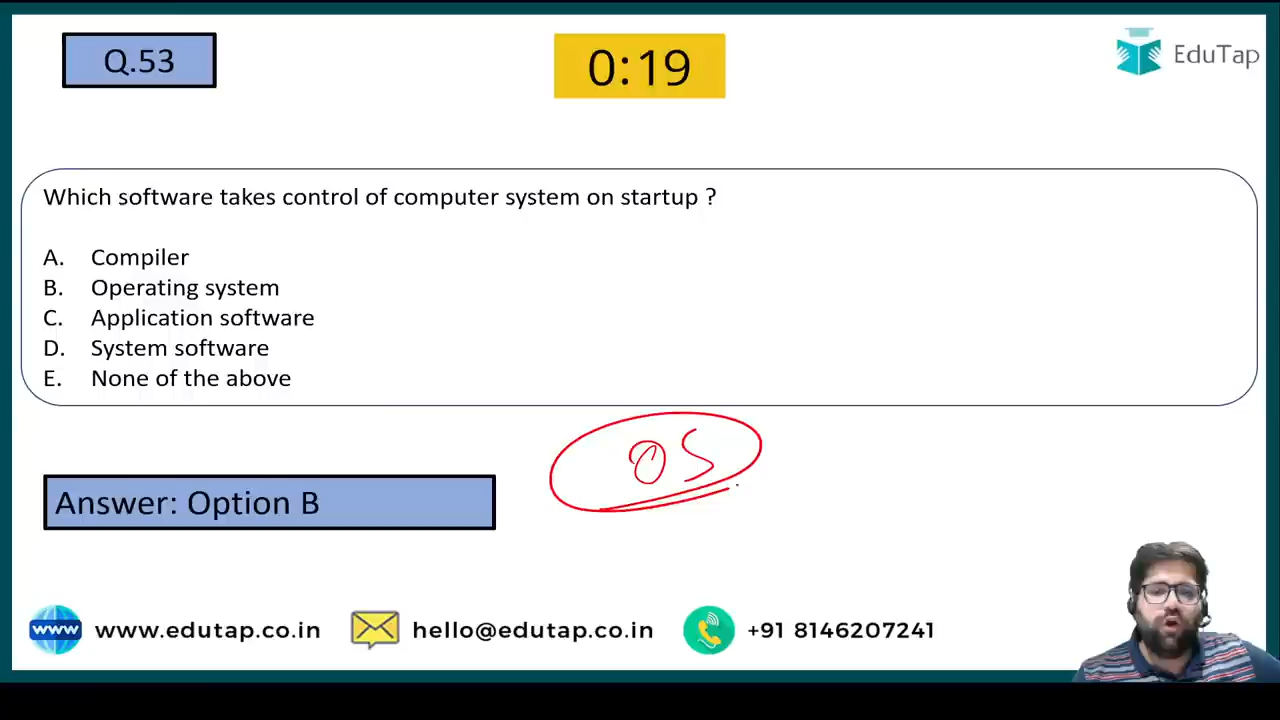 Q.53
0:19
EduTap
Which software takes control of computer system on startup ?
A. Compiler
B. Operating system
C. Application software
D. System software
E. None of the above
OS
Answer: Option B
www
www.edutap.co.in
hello@edutap.co.in
+91 8146207241